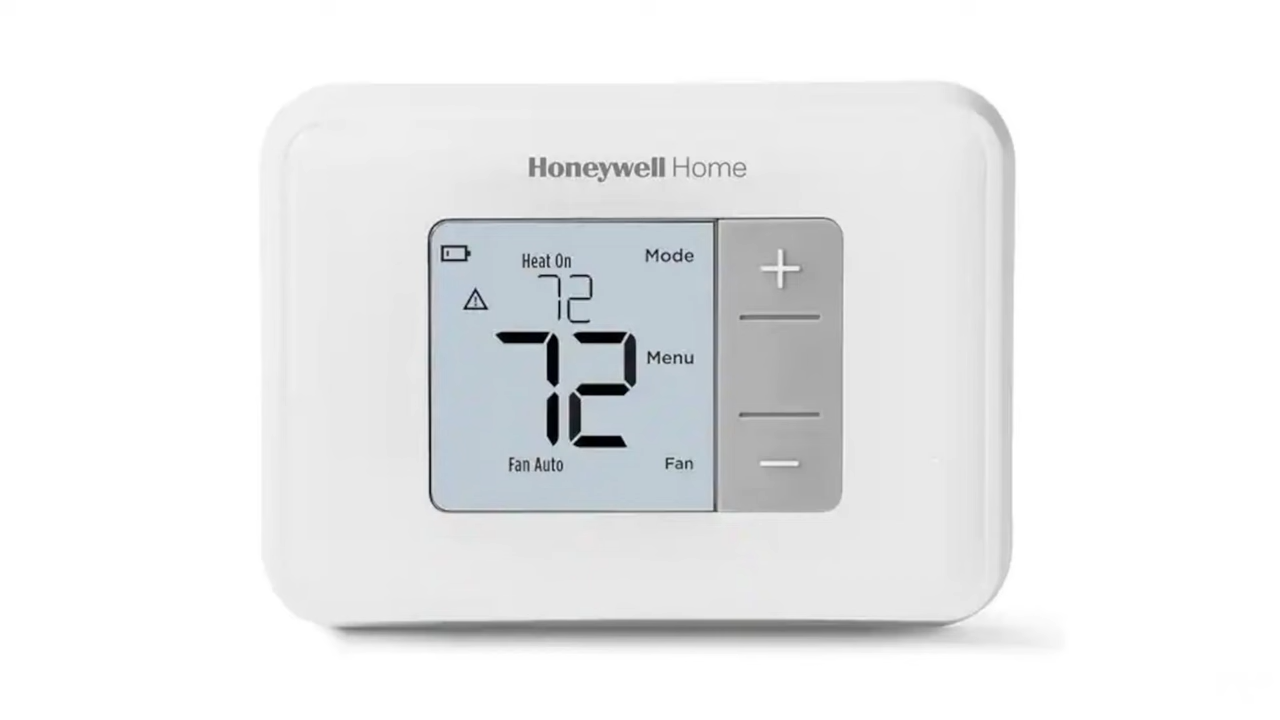 Honeywell Home
Heat On
Mode
72
72
Menu
Fan Auto
Fan
+
−